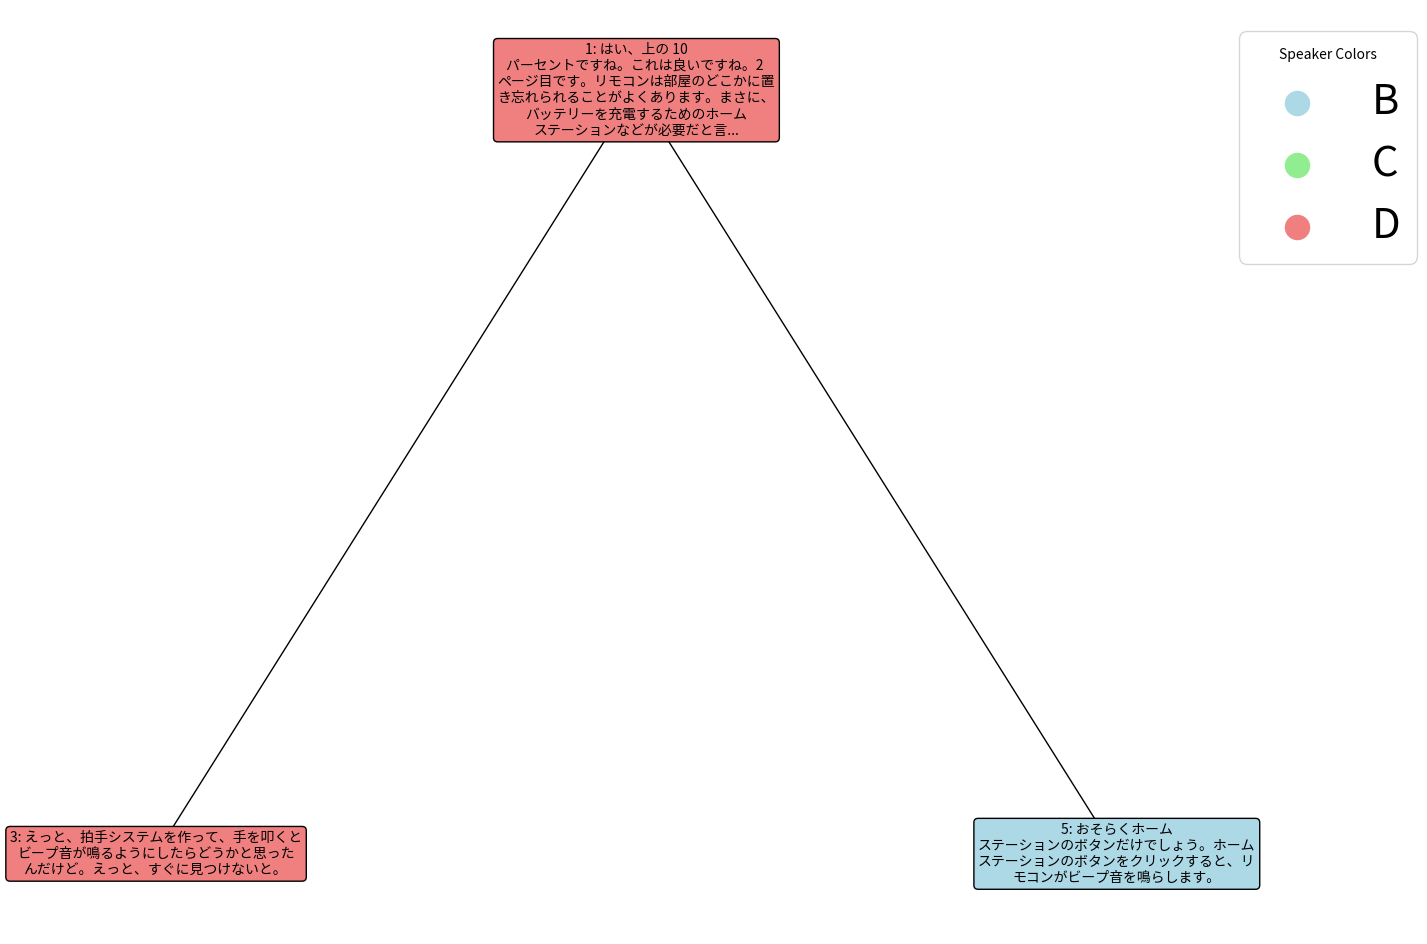 1: はい、上の 10
パーセントですね。これは良いですね。2
ページ目です。リモコンは部屋のどこかに置
き忘れられることがよくあります。まさに、
バッテリーを充電するためのホーム
ステーションなどが必要だと言...
Speaker Colors
B
C
D
3: えっと、拍手システムを作って、手を叩くと
ビープ音が鳴るようにしたらどうかと思った
んだけど。えっと、すぐに見つけないと。
5: おそらくホーム
ステーションのボタンだけでしょう。ホーム
ステーションのボタンをクリックすると、リ
モコンがビープ音を鳴らします。